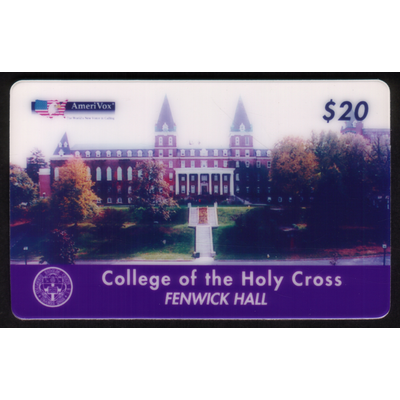 AmeriVox
$20
College of the Holy Cross
FENWICK HALL